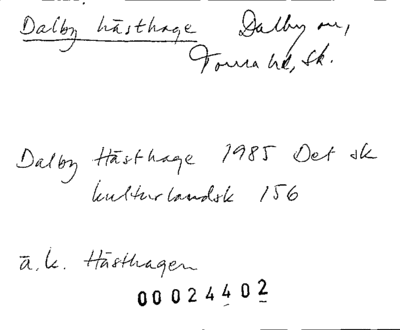 Dalby hästhage Dalby sn,
Torna hd, Sk.
Dalby Hästhage 1985 Det sk
kulturlandsk 156
ä.k. Hästhagen
00024402